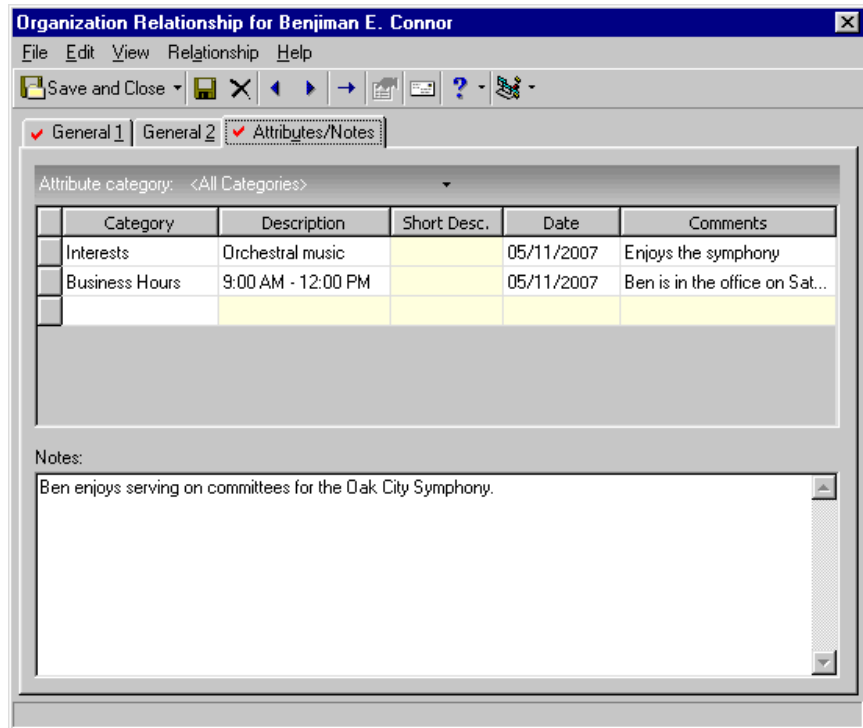 Organization Relationship for Benjiman E. Connor
File Edit View Relationship Help
Save and Close ?
General 1 General 2 Attributes/Notes
Attribute category: <All Categories>
Category Description Short Desc. Date Comments
Interests Orchestral music 05/11/2007 Enjoys the symphony
Business Hours 9:00 AM - 12:00 PM 05/11/2007 Ben is in the office on Sat...
Notes:
Ben enjoys serving on committees for the Oak City Symphony.